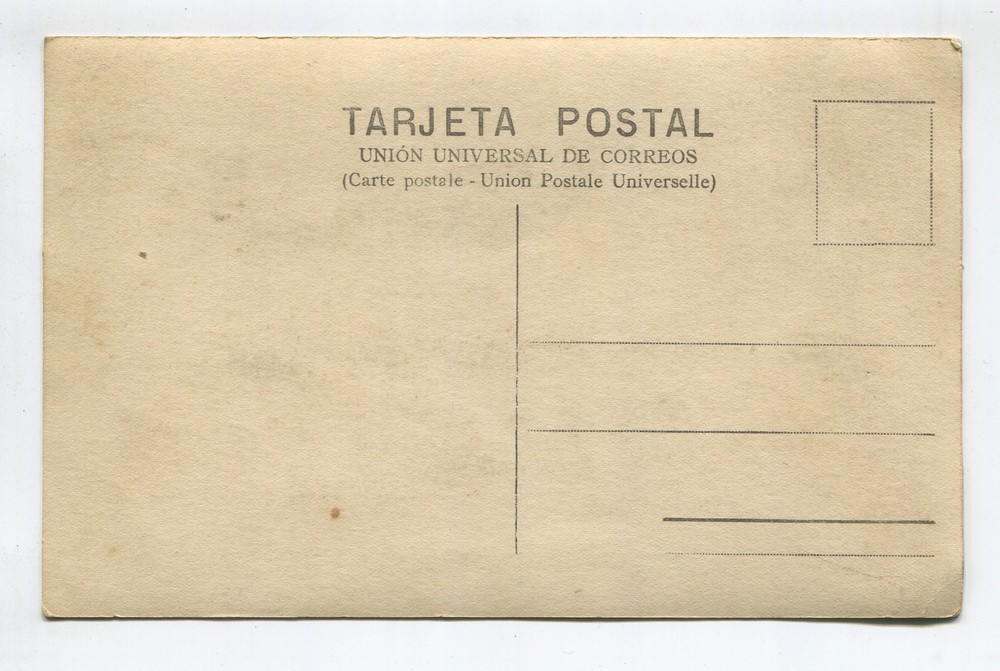 TARJETA POSTAL
UNIÓN UNIVERSAL DE CORREOS
(Carte postale - Union Postale Universelle)